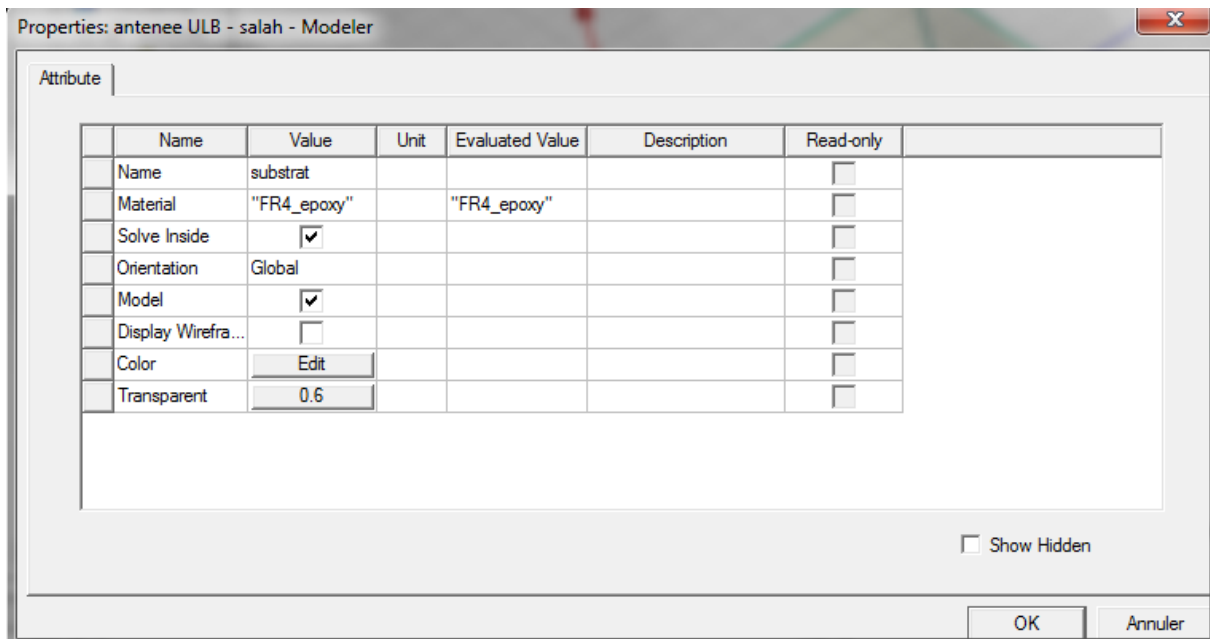 Properties: antenee ULB - salah - Modeler
Attribute
Name Value Unit Evaluated Value Description Read-only
Name substrat
Material "FR4_epoxy" "FR4_epoxy"
Solve Inside
Orientation Global
Model
Display Wirefra...
Color Edit
Transparent 0.6
Show Hidden
OK Annuler